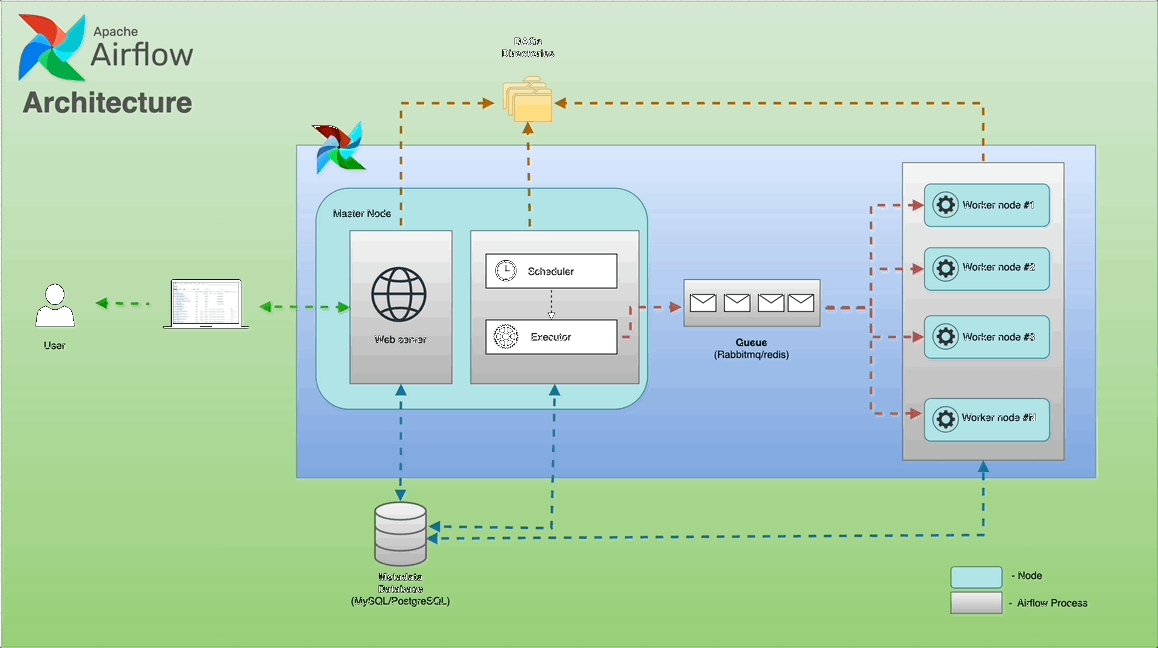 Apache
Airflow
Architecture
DAGs
Directories
Master Node
Web server
Scheduler
Executor
User
Queue
(Rabbitmq/redis)
Worker node #1
Worker node #2
Worker node #3
Worker node #N
Metadata
Database
(MySQL/PostgreSQL)
- Node
- Airflow Process